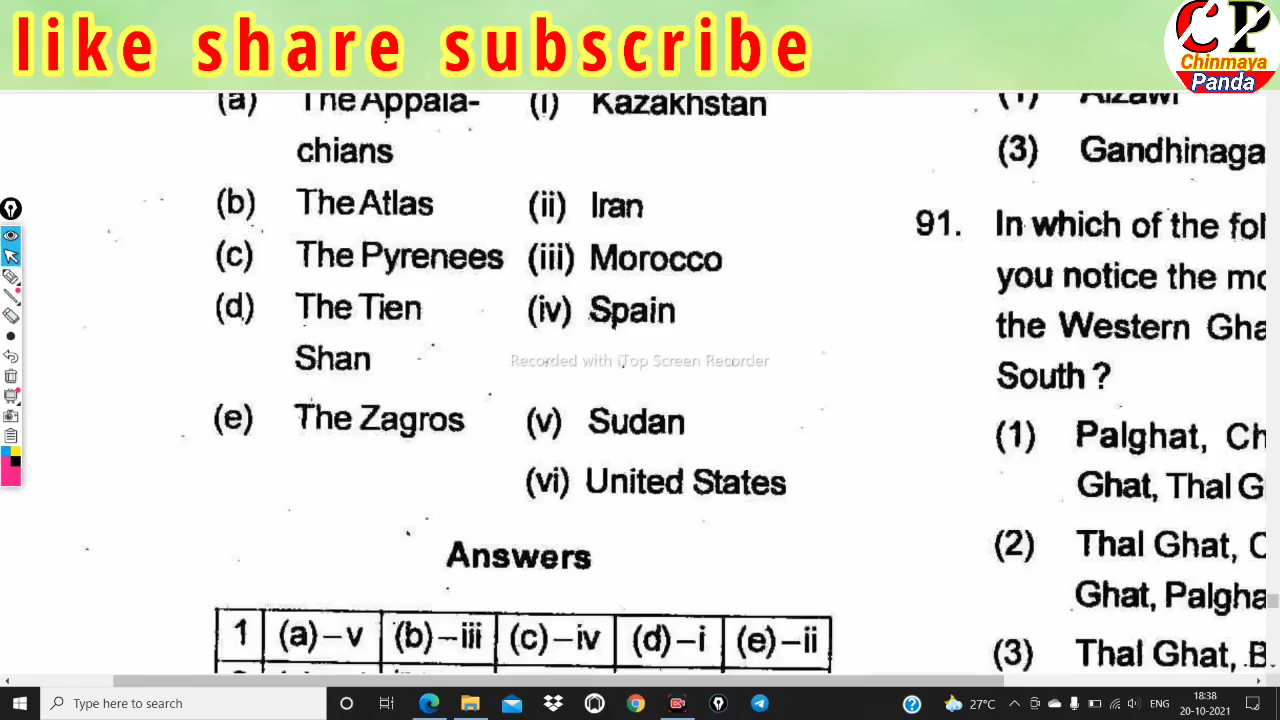 like share subscribe
CP
Chinmaya
Panda
(a) The Appala- (i) Kazakhstan
chians
(b) The Atlas (ii) Iran
(c) The Pyrenees (iii) Morocco
(d) The Tien (iv) Spain
Shan
(e) The Zagros (v) Sudan
(vi) United States
Answers
1 (a)–v (b)–iii (c)–iv (d)–i (e)–ii
(1) Aizawl
(3) Gandhinaga
91. In which of the fol
you notice the mo
the Western Gha
South ?
(1) Palghat, Ch
Ghat, Thal G
(2) Thal Ghat, C
Ghat, Palgha
(3) Thal Ghat, B
Recorded with iTop Screen Recorder
Type here to search
27°C
ENG
18:38
20-10-2021